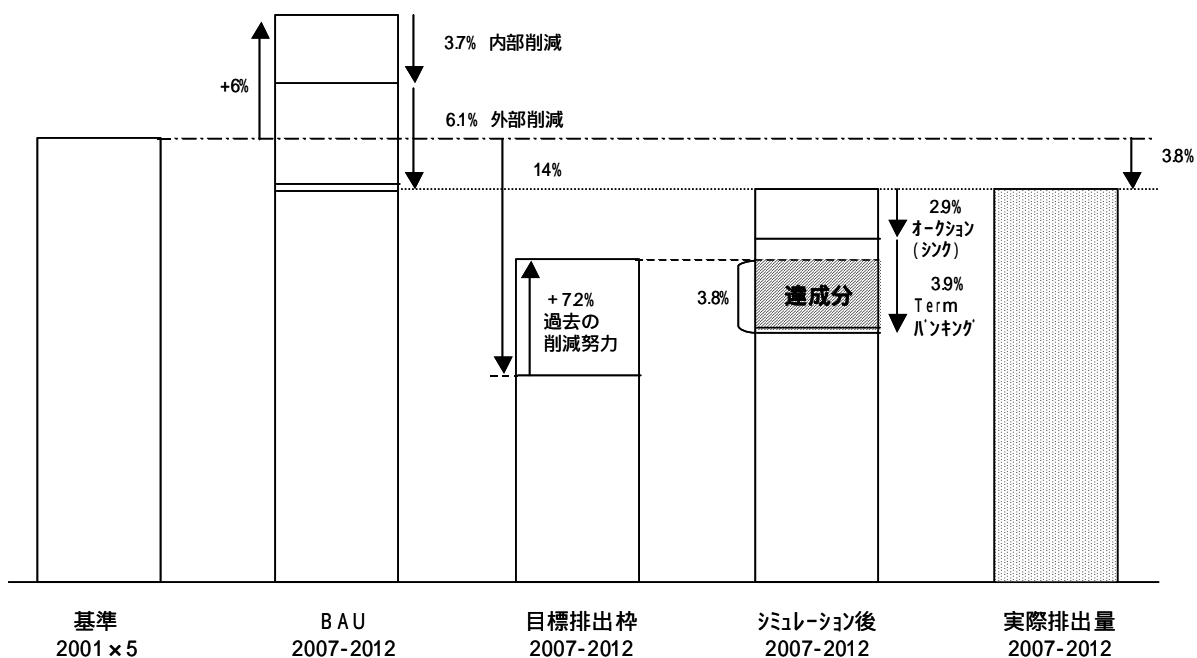 3.7% 内部削減
+6%
6.1% 外部削減
14%
3.8%
2.9%
ｵｰｸｼｮﾝ
(ｼﾝｸ)
+7.2%
過去の
削減努力
3.8%
達成分
3.9%
Term
ﾊﾞﾝｷﾝｸﾞ
基準
2001×5
BAU
2007-2012
目標排出枠
2007-2012
ｼﾐｭﾚｰｼｮﾝ後
2007-2012
実際排出量
2007-2012